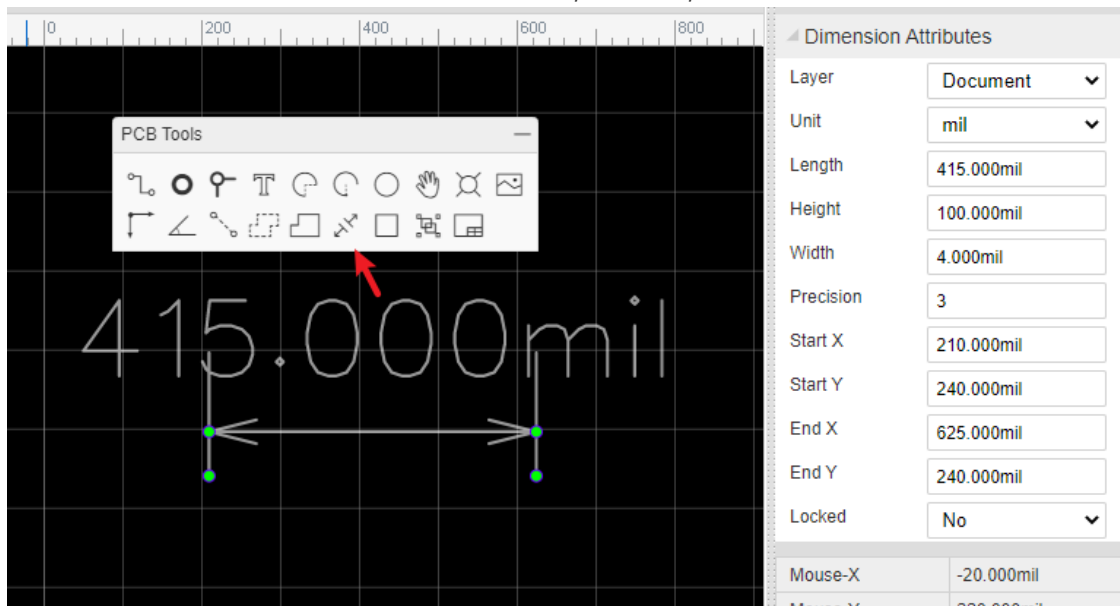 0 200 400 600 800
Dimension Attributes
Layer Document
Unit mil
Length 415.000mil
Height 100.000mil
Width 4.000mil
Precision 3
Start X 210.000mil
Start Y 240.000mil
End X 625.000mil
End Y 240.000mil
Locked No
Mouse-X -20.000mil
PCB Tools
415.000mil